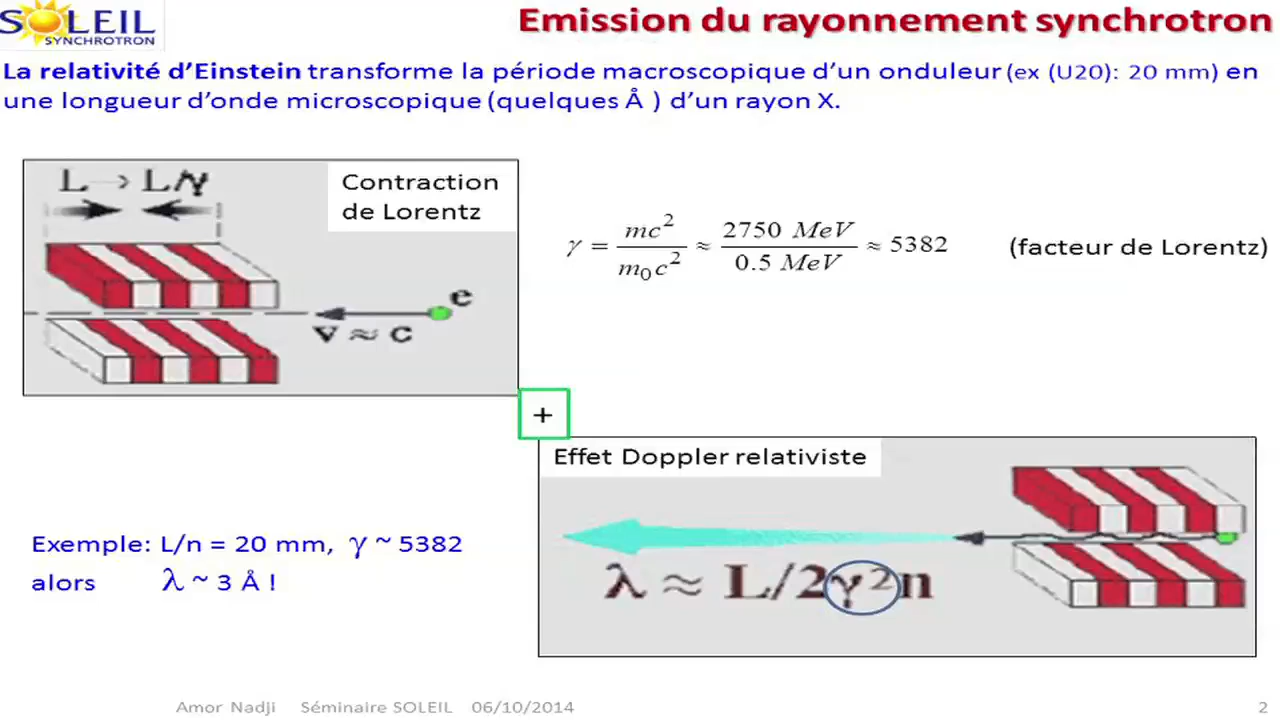 SOLEIL
SYNCHROTRON
Emission du rayonnement synchrotron
La relativité d'Einstein transforme la période macroscopique d'un onduleur (ex (U20): 20 mm) en
une longueur d'onde microscopique (quelques Å ) d'un rayon X.
L → L/γ
Contraction
de Lorentz
e
v ≈ c
γ = mc² / m₀c² ≈ 2750 MeV / 0.5 MeV ≈ 5382 (facteur de Lorentz)
+
Effet Doppler relativiste
λ ≈ L/2γ²n
Exemple: L/n = 20 mm, γ ~ 5382
alors λ ~ 3 Å !
Amor Nadji Séminaire SOLEIL 06/10/2014
2